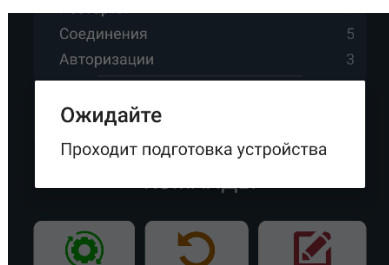 Соединения 5
Авторизации 3
Ожидайте
Проходит подготовка устройства